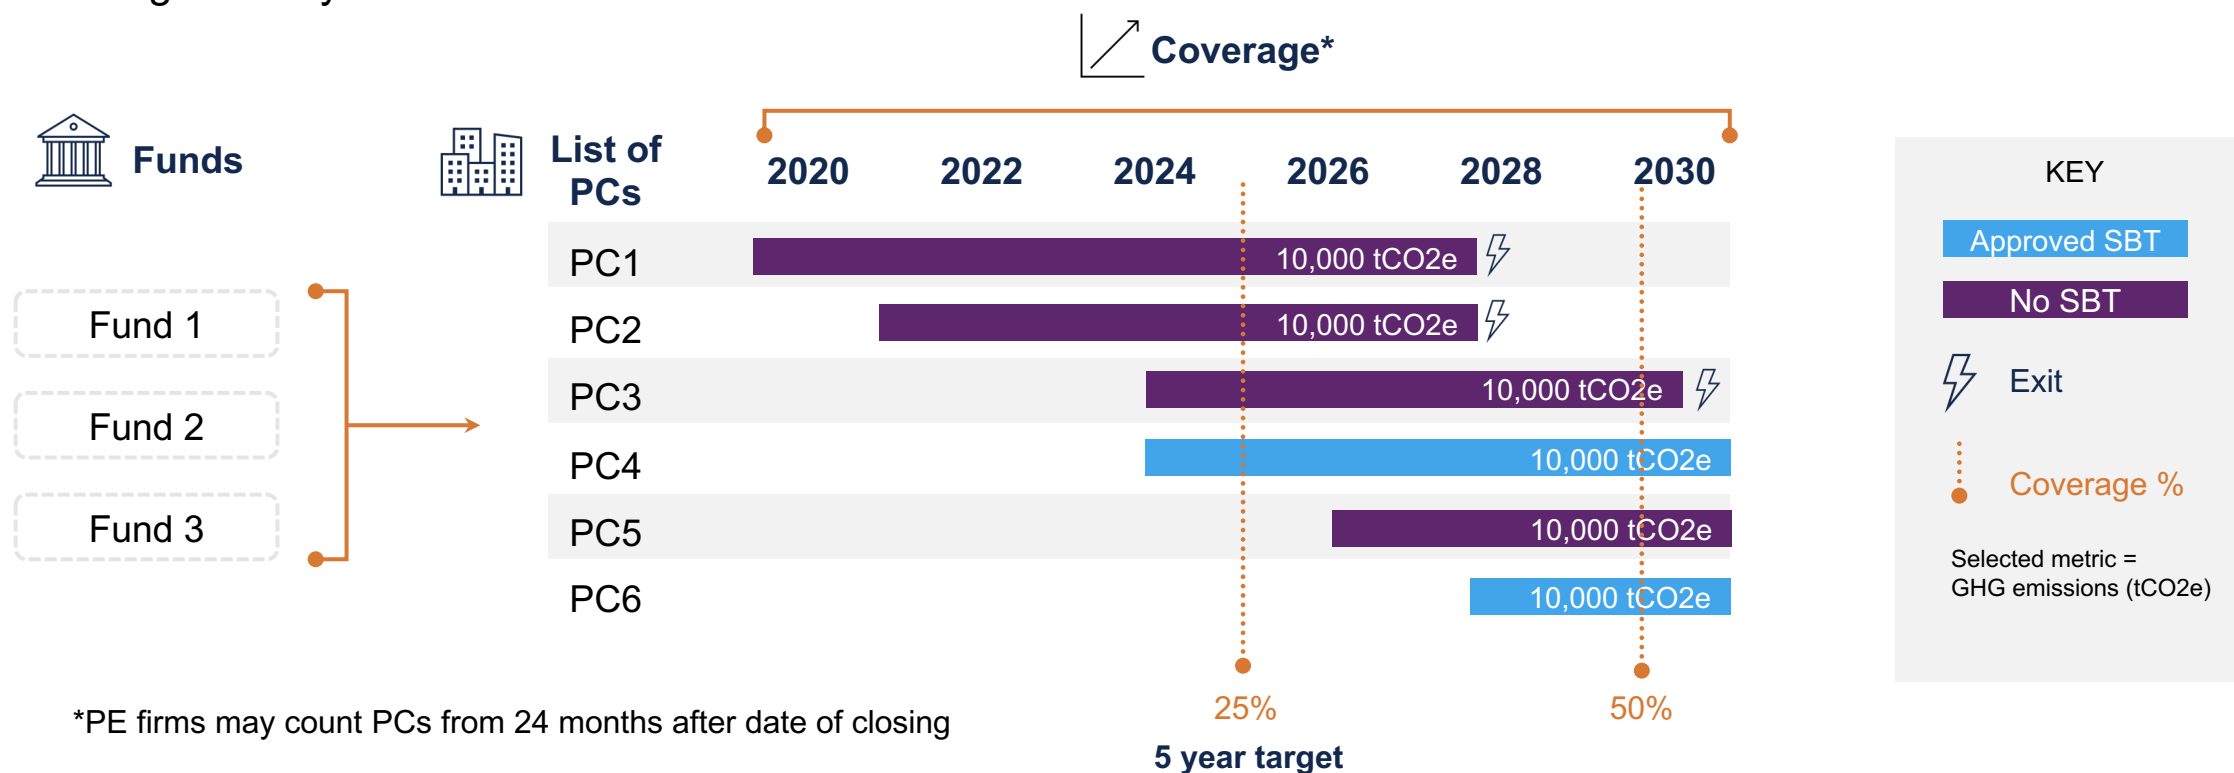 Coverage*
Funds
List of
PCs
2020
2022
2024
2026
2028
2030
KEY
Approved SBT
No SBT
Exit
Coverage %
Selected metric =
GHG emissions (tCO2e)
PC1
10,000 tCO2e
PC2
10,000 tCO2e
PC3
10,000 tCO2e
PC4
10,000 tCO2e
PC5
10,000 tCO2e
PC6
10,000 tCO2e
Fund 1
Fund 2
Fund 3
25%
50%
*PE firms may count PCs from 24 months after date of closing
5 year target